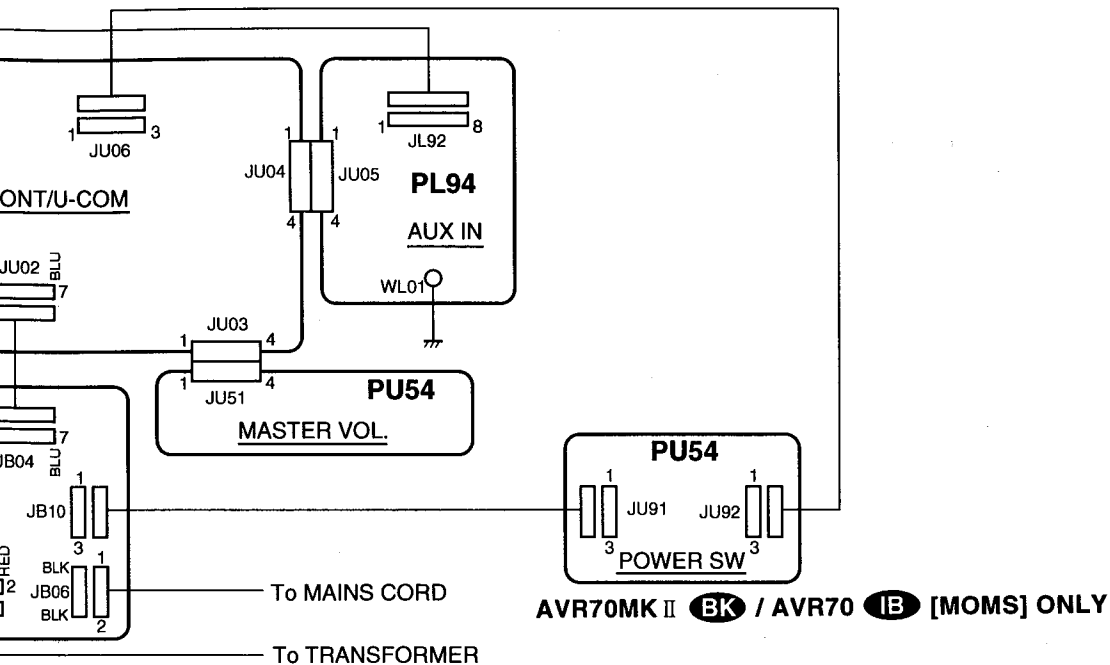 1 3
JU06
1 8
JL92
1 1
JU04 JU05
4 4
PL94
AUX IN
WL01
ONT/U-COM
JU02 BLU
7
JU03
1 4
1 4
JU51
PU54
MASTER VOL.
7
JB04 BLU
1
JB10
3
RED
2
BLK 1
JB06
BLK 2
To MAINS CORD
To TRANSFORMER
PU54
1 1
JU91 JU92
3 3
POWER SW
AVR70MK II BK / AVR70 IB [MOMS] ONLY